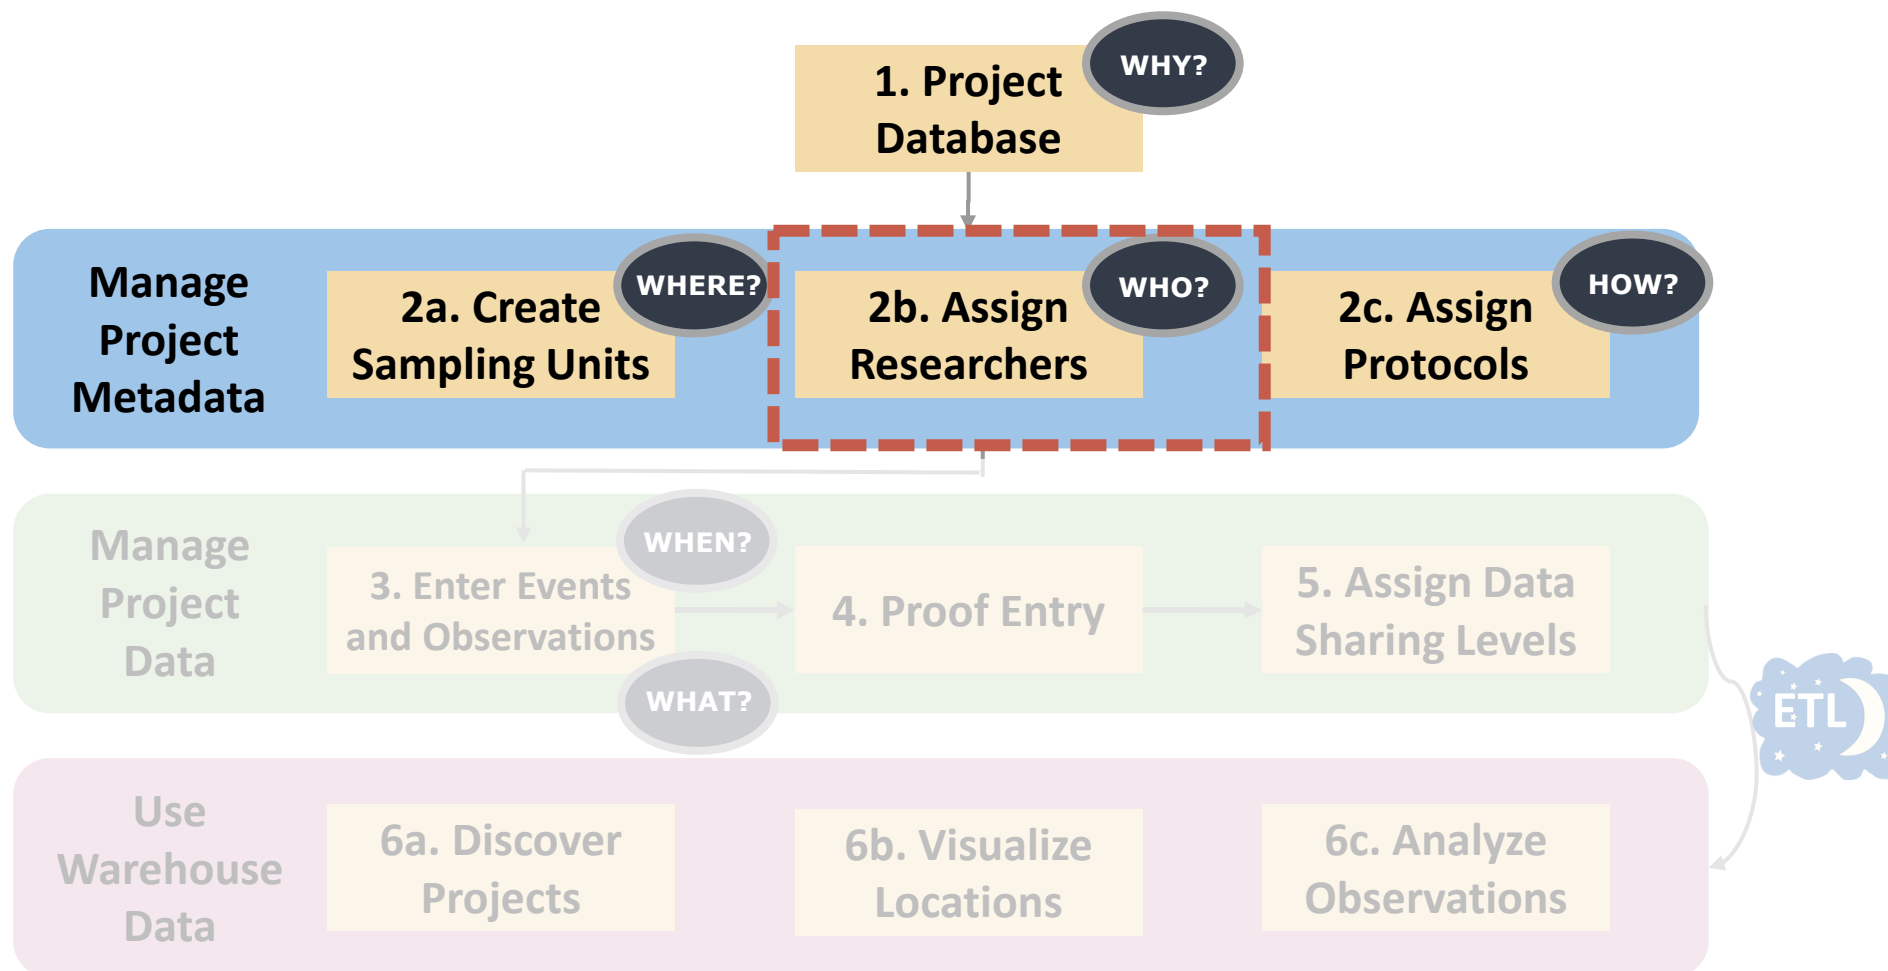 WHY?
1. Project
Database
Manage
Project
Metadata
WHERE?
2a. Create
Sampling Units
WHO?
2b. Assign
Researchers
HOW?
2c. Assign
Protocols
Manage
Project
Data
WHEN?
3. Enter Events
and Observations
WHAT?
4. Proof Entry
5. Assign Data
Sharing Levels
ETL
Use
Warehouse
Data
6a. Discover
Projects
6b. Visualize
Locations
6c. Analyze
Observations